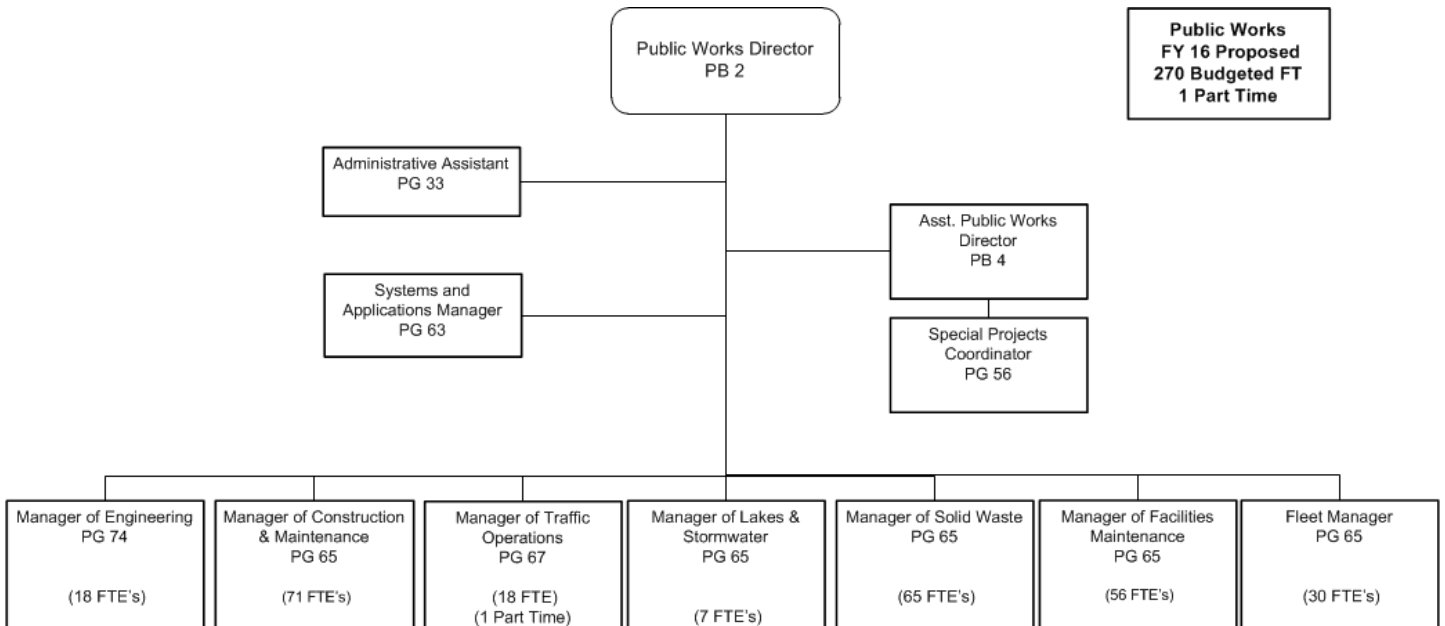 Public Works Director
PB 2
Public Works
FY 16 Proposed
270 Budgeted FT
1 Part Time
Administrative Assistant
PG 33
Asst. Public Works
Director
PB 4
Systems and
Applications Manager
PG 63
Special Projects
Coordinator
PG 56
Manager of Engineering
PG 74
(18 FTE's)
Manager of Construction
& Maintenance
PG 65
(71 FTE's)
Manager of Traffic
Operations
PG 67
(18 FTE)
(1 Part Time)
Manager of Lakes &
Stormwater
PG 65
(7 FTE's)
Manager of Solid Waste
PG 65
(65 FTE's)
Manager of Facilities
Maintenance
PG 65
(56 FTE's)
Fleet Manager
PG 65
(30 FTE's)